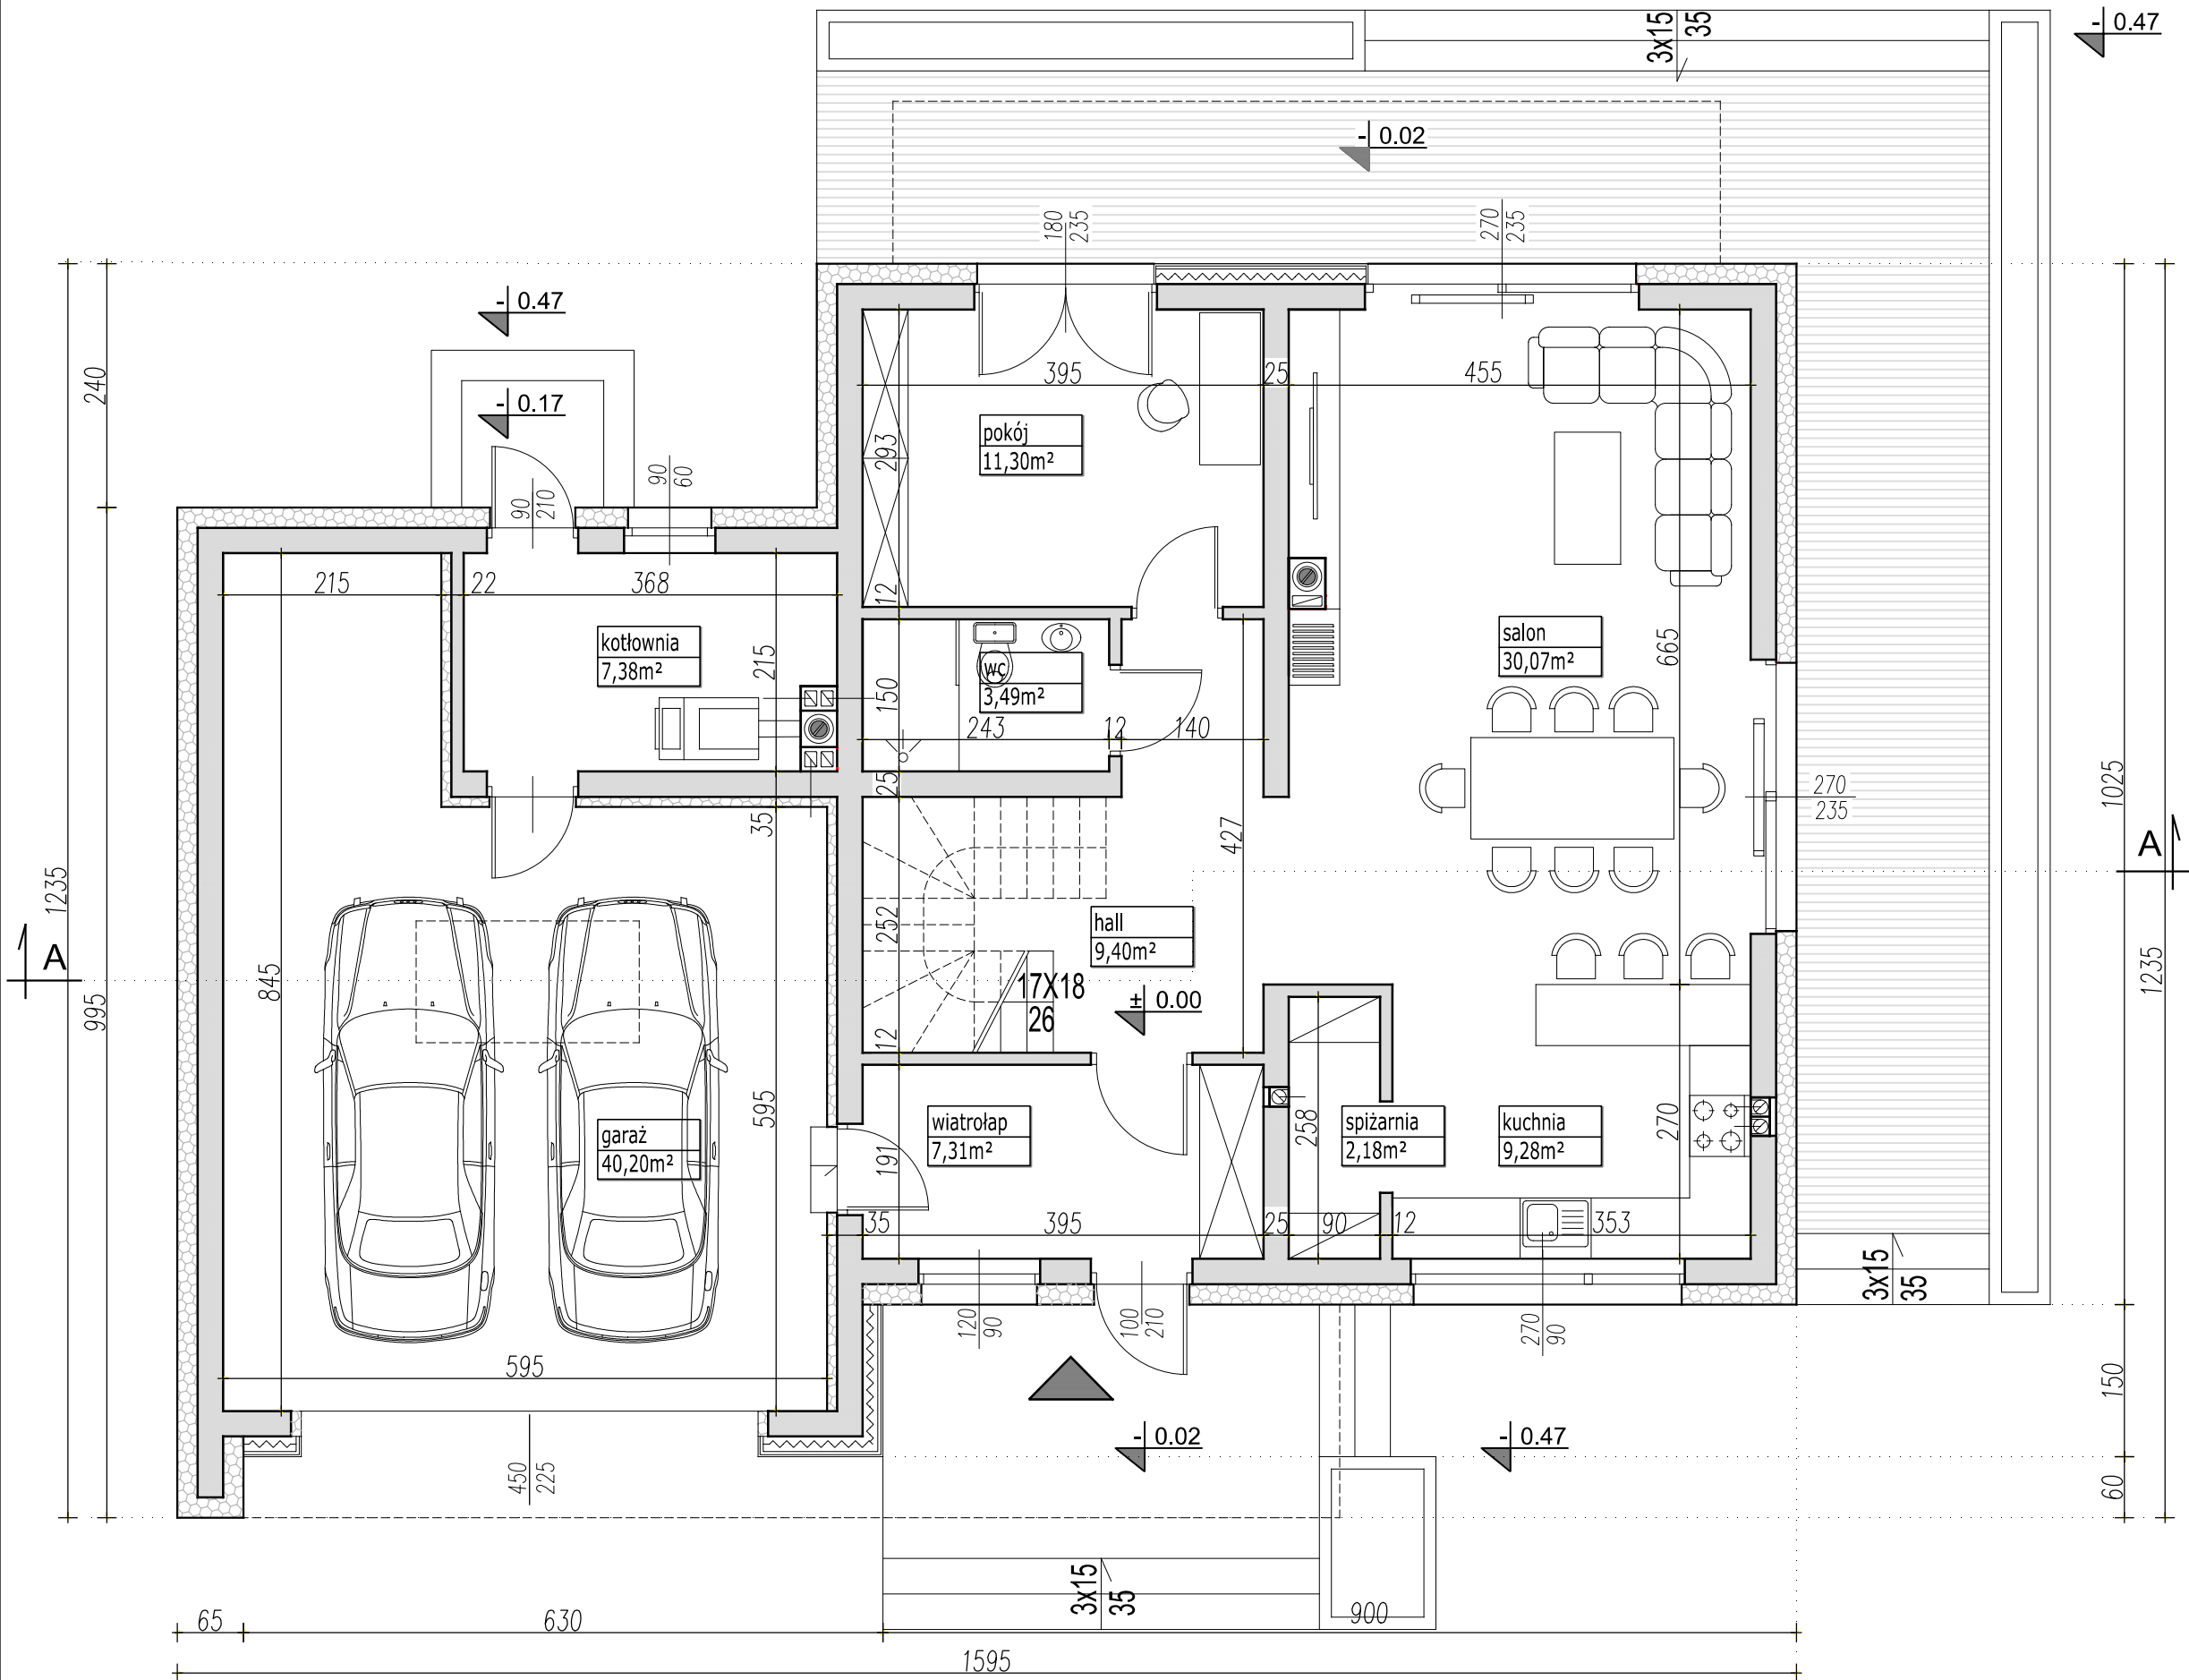 3x15
35
- 0.47
- 0.02
180
235
270
235
- 0.47
240
- 0.17
395
25
455
pokój
11,30m²
293
90
210
90
60
215
22
368
12
kotłownia
7,38m²
215
wc
3,49m²
150
243
12
140
salon
30,07m²
665
25
35
427
270
235
1025
1235
A
845
995
252
hall
9,40m²
17X18
26
± 0.00
12
A
1235
595
garaż
40,20m²
wiatrołap
7,31m²
191
258
spiżarnia
2,18m²
kuchnia
9,28m²
270
35
395
25
90
12
353
120
90
100
210
270
90
595
150
450
225
- 0.02
- 0.47
60
3x15
35
3x15
35
65
630
900
1595